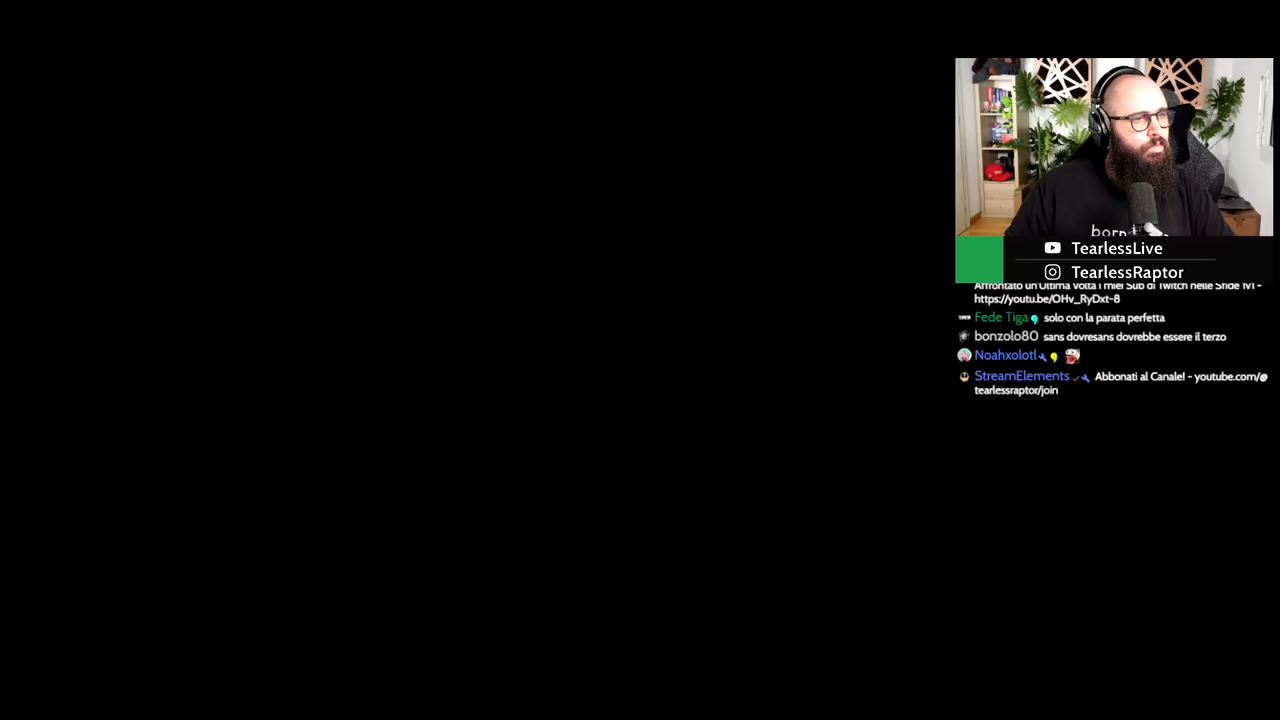 TearlessLive
TearlessRaptor
Affrontato un'Ultima Volta i miei Sub di Twitch nelle Sfide 1v1 -
https://youtu.be/OHv_RyDxt-8
Fede Tiga solo con la parata perfetta
bonzolo80 sans dovresans dovrebbe essere il terzo
Noahxolotl
StreamElements Abbonati al Canale! - youtube.com/@
tearlessraptor/join